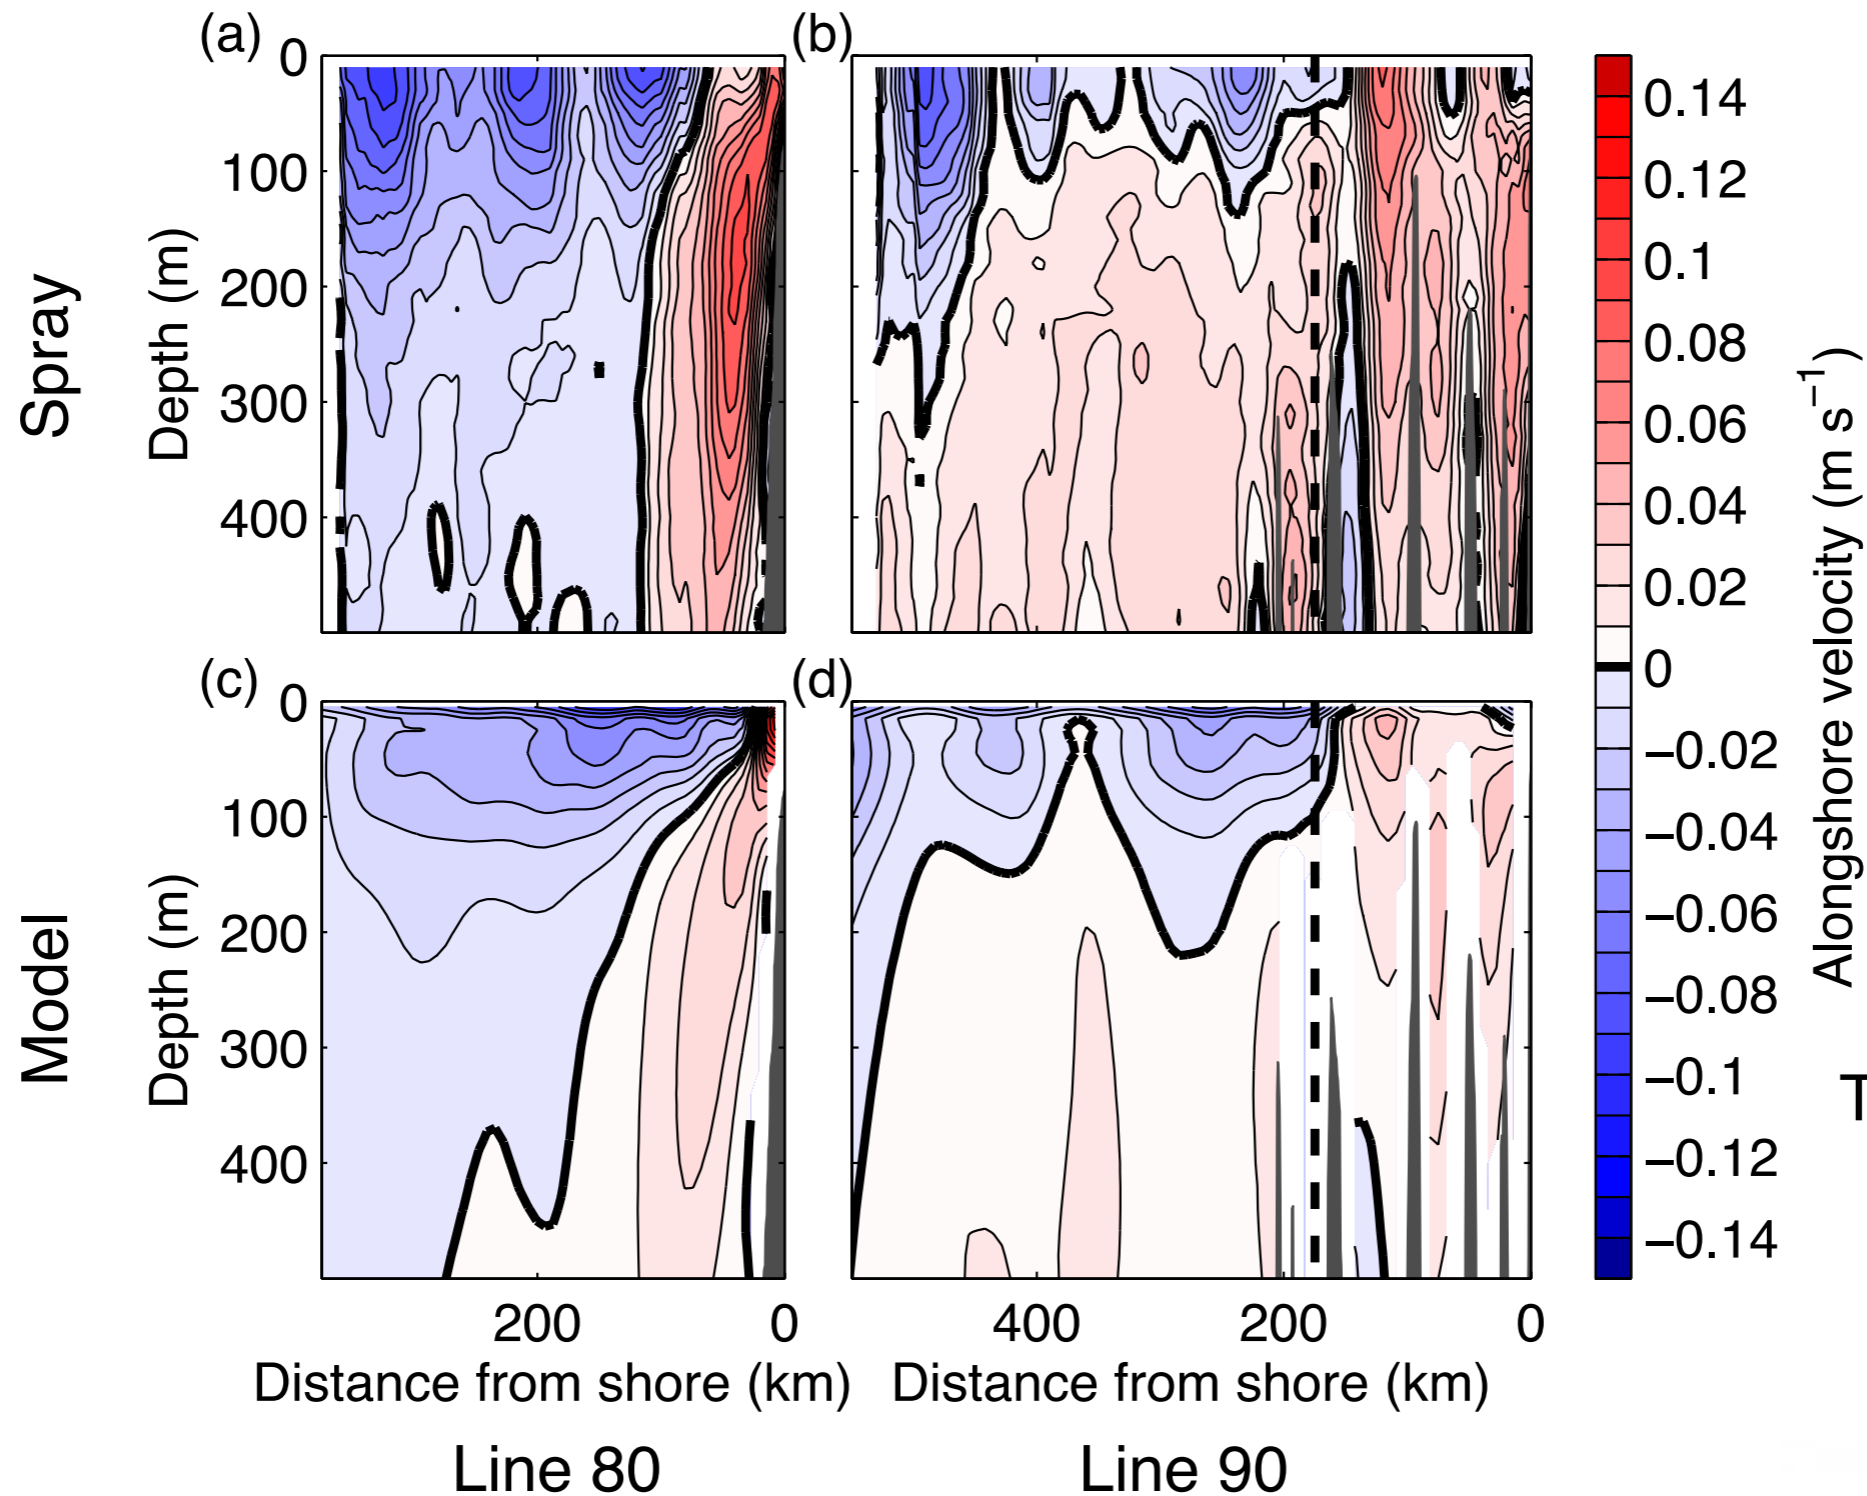 (a)
(b)
Spray
Depth (m)
0
100
200
300
400
(c)
(d)
Model
Depth (m)
0
100
200
300
400
200
0
400
200
0
Distance from shore (km)
Distance from shore (km)
Line 80
Line 90
0.14
0.12
0.1
0.08
0.06
0.04
0.02
0
−0.02
−0.04
−0.06
−0.08
−0.1
−0.12
−0.14
Alongshore velocity (m s⁻¹)
T